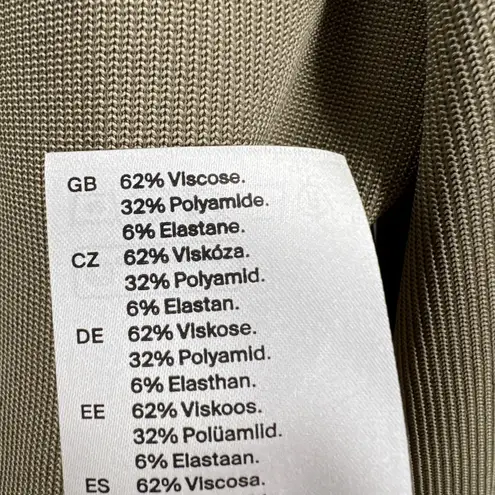 GB 62% Viscose.
32% Polyamide.
6% Elastane.
CZ 62% Viskóza.
32% Polyamid.
6% Elastan.
DE 62% Viskose.
32% Polyamid.
6% Elasthan.
EE 62% Viskoos.
32% Polüamiid.
6% Elastaan.
ES 62% Viscosa.